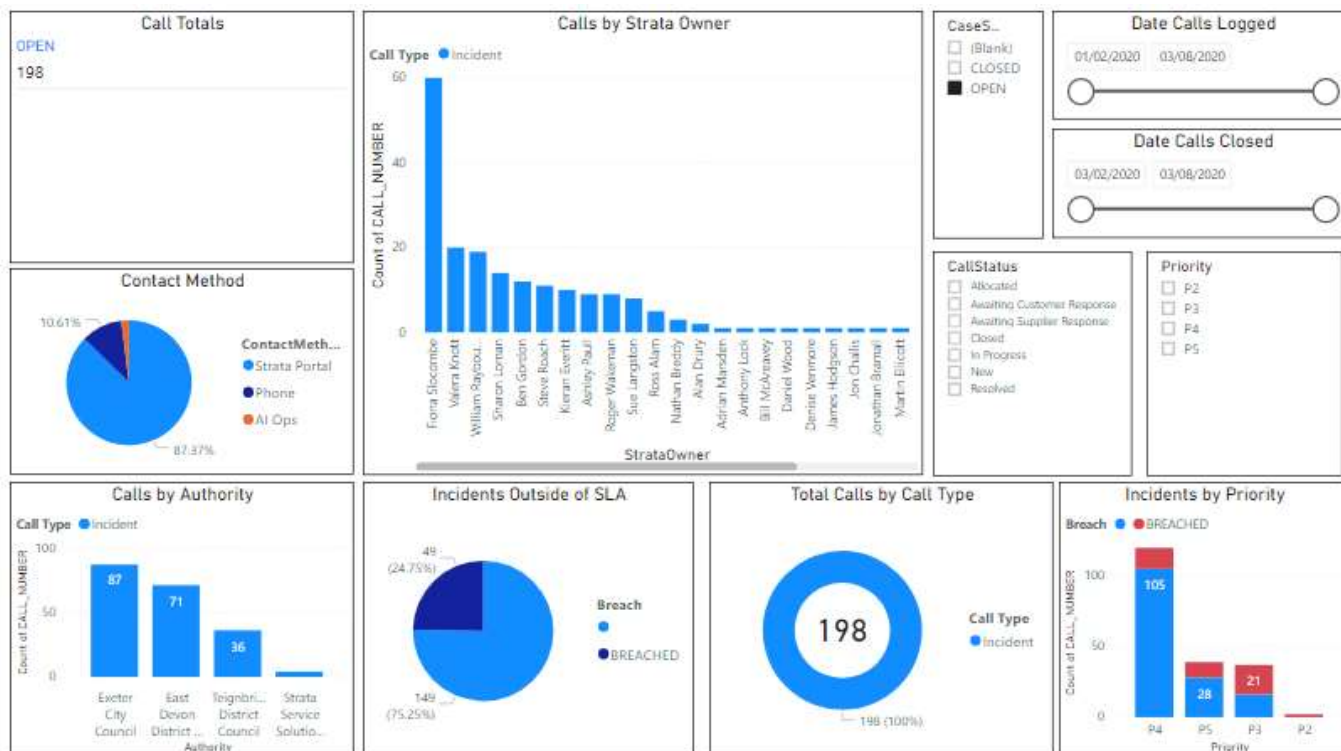 Call Totals
OPEN
198
Calls by Strata Owner
Call Type Incident
Count of CALL_NUMBER
60
40
20
0
Fiona Slocombe
Valera Knott
William Raybou...
Sharon Loman
Ben Gordon
Steve Roach
Kieran Everitt
Ashley Paull
Roger Wakeman
Sue Langston
Ross Alam
Nathan Breddy
Alan Drury
Adrian Marsden
Anthony Lock
Bill McAreavey
Daniel Wood
Denise Venmore
James Hodgson
Jon Challis
Jonathan Bramall
Martin Ellicott
StrataOwner
CaseS...
(Blank)
CLOSED
OPEN
Date Calls Logged
01/02/2020 03/08/2020
Date Calls Closed
03/02/2020 03/08/2020
Contact Method
10.61%
87.37%
ContactMeth...
Strata Portal
Phone
AI Ops
CallStatus
Allocated
Awaiting Customer Response
Awaiting Supplier Response
Closed
In Progress
New
Resolved
Priority
P2
P3
P4
P5
Calls by Authority
Call Type Incident
Count of CALL_NUMBER
100
50
0
87
71
36
Exeter
City
Council
East
Devon
District ...
Teignbri...
District
Council
Strata
Service
Solutio...
Authority
Incidents Outside of SLA
49
(24.75%)
149
(75.25%)
Breach
BREACHED
Total Calls by Call Type
198
198 (100%)
Call Type
Incident
Incidents by Priority
Breach BREACHED
Count of CALL_NUMBER
100
50
0
105
28
21
P4
P5
P3
P2
Priority